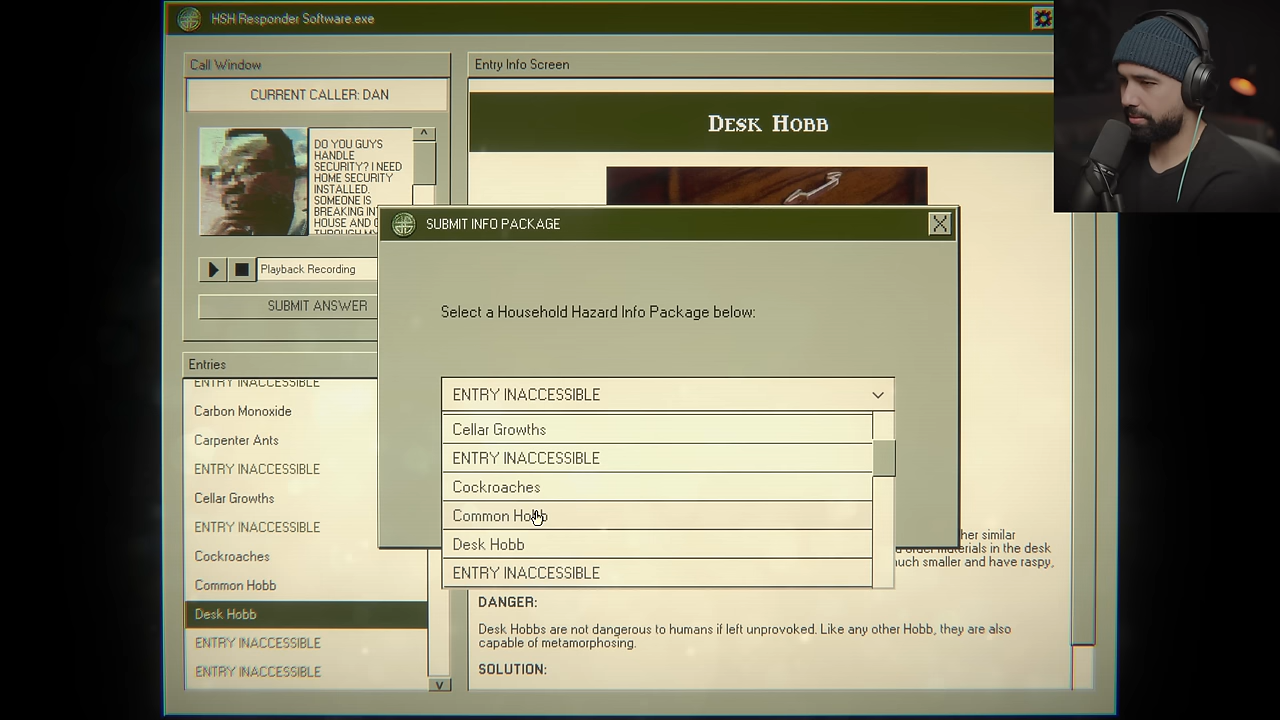 HSH Responder Software.exe
Call Window
CURRENT CALLER: DAN
DO YOU GUYS
HANDLE
SECURITY? I NEED
HOME SECURITY
INSTALLED.
SOMEONE IS
BREAKING
HOUSE AND
Playback Recording
SUBMIT ANSWER
Entries
ENTRY INACCESSIBLE
Carbon Monoxide
Carpenter Ants
ENTRY INACCESSIBLE
Cellar Growths
ENTRY INACCESSIBLE
Cockroaches
Common Hobb
Desk Hobb
ENTRY INACCESSIBLE
ENTRY INACCESSIBLE
Entry Info Screen
DESK HOBB
SUBMIT INFO PACKAGE
Select a Household Hazard Info Package below:
ENTRY INACCESSIBLE
Cellar Growths
ENTRY INACCESSIBLE
Cockroaches
Common Hobb
Desk Hobb
ENTRY INACCESSIBLE
similar
materials in the desk
much smaller and have raspy,
DANGER:
Desk Hobbs are not dangerous to humans if left unprovoked. Like any other Hobb, they are also
capable of metamorphosing.
SOLUTION: